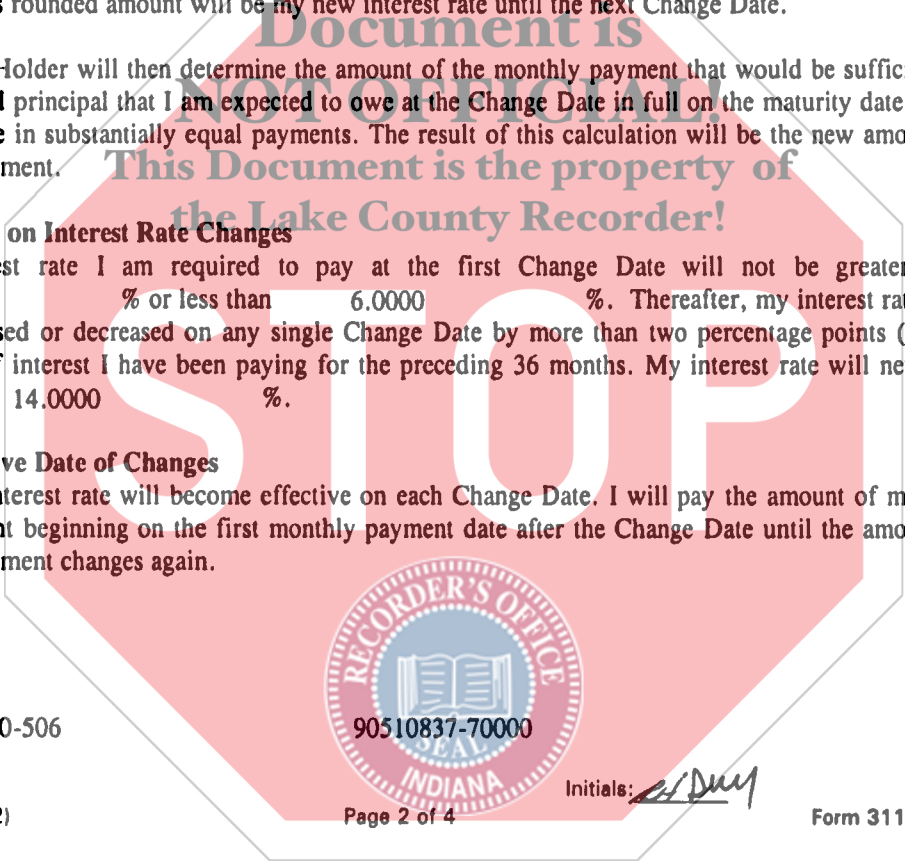 rounded amount will be my new interest rate until the next Change Date.
Document is
Holder will then determine the amount of the monthly payment that would be suffic
NOT OFFICIAL!
principal that I am expected to owe at the Change Date in full on the maturity date
in substantially equal payments. The result of this calculation will be the new amo
ment.
This Document is the property of
the Lake County Recorder!
on Interest Rate Changes
est rate I am required to pay at the first Change Date will not be greater
% or less than 6.0000 %. Thereafter, my interest ra
sed or decreased on any single Change Date by more than two percentage points (
interest I have been paying for the preceding 36 months. My interest rate will ne
14.0000 %.
STOP
ve Date of Changes
terest rate will become effective on each Change Date. I will pay the amount of m
t beginning on the first monthly payment date after the Change Date until the amo
ment changes again.
RECORDER'S OFFICE
0-506 90510837-70000
SEAL
INDIANA
Initials:
2) Page 2 of 4 Form 311